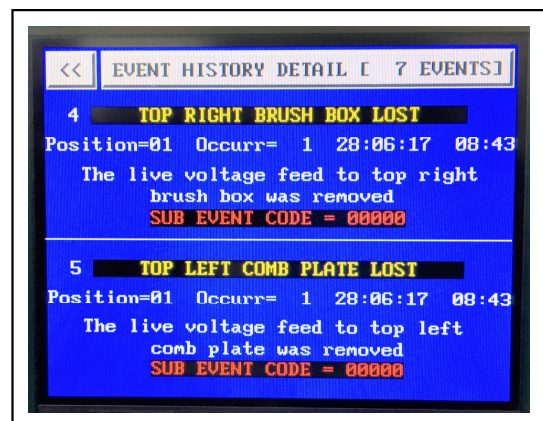 << EVENT HISTORY DETAIL [ 7 EVENTS]
4 TOP RIGHT BRUSH BOX LOST
Position=01 Occurr= 1 28:06:17 08:43
The live voltage feed to top right
brush box was removed
SUB EVENT CODE = 00000
5 TOP LEFT COMB PLATE LOST
Position=01 Occurr= 1 28:06:17 08:43
The live voltage feed to top left
comb plate was removed
SUB EVENT CODE = 00000